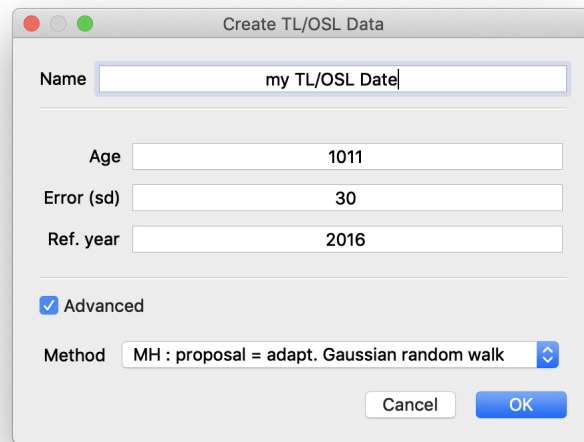 Create TL/OSL Data
Name my TL/OSL Date
Age 1011
Error (sd) 30
Ref. year 2016
Advanced
Method MH : proposal = adapt. Gaussian random walk
Cancel OK